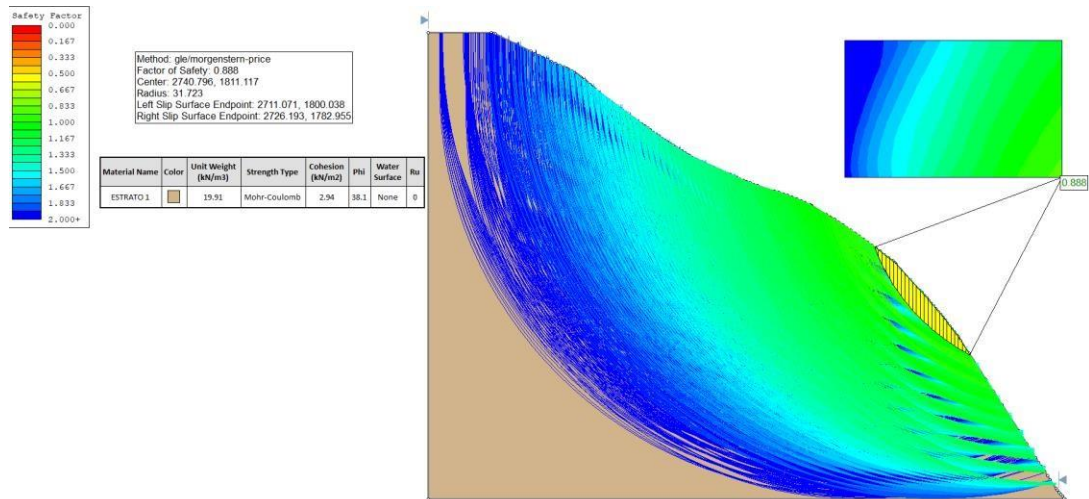 Safety Factor
0.000
0.167
0.333
0.500
0.667
0.833
1.000
1.167
1.333
1.500
1.667
1.833
2.000+
Method: gle/morgenstern-price
Factor of Safety: 0.888
Center: 2740.796, 1811.117
Radius: 31.723
Left Slip Surface Endpoint: 2711.071, 1800.038
Right Slip Surface Endpoint: 2726.193, 1782.955
Material Name Color Unit Weight (kN/m3) Strength Type Cohesion (kN/m2) Phi Water Surface Ru
ESTRATO 1 19.91 Mohr-Coulomb 2.94 38.1 None 0
0.888